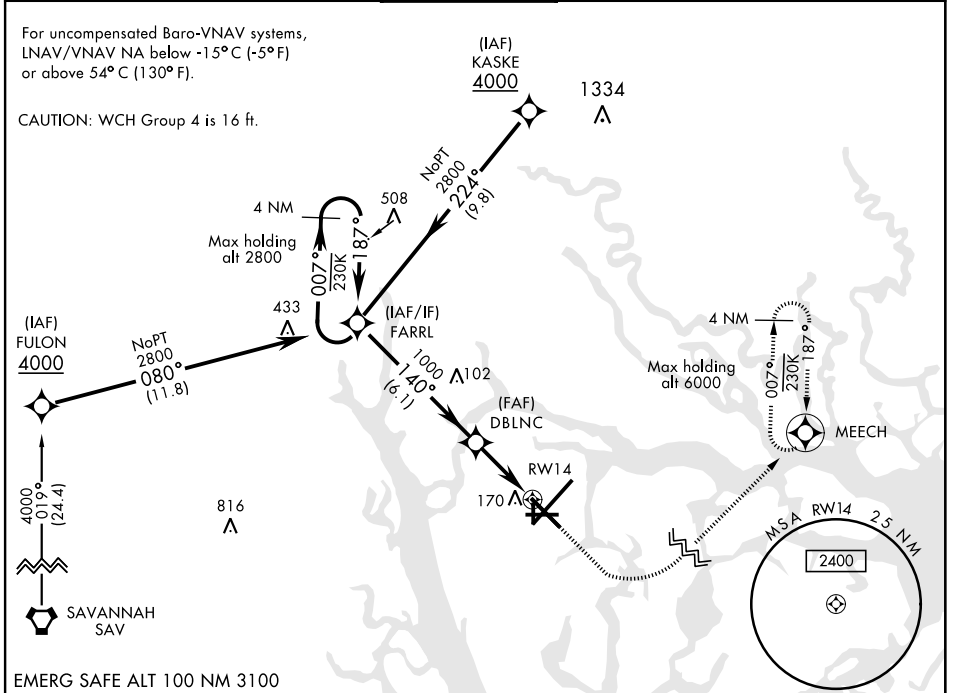 For uncompensated Baro-VNAV systems,
LNAV/VNAV NA below -15°C (-5°F)
or above 54°C (130°F).
CAUTION: WCH Group 4 is 16 ft.
(IAF)
KASKE
4000
1334
NoPT
2800
224°
(9.8)
4 NM
508
Max holding
alt 2800
007°
230K
187°
433
(IAF/IF)
FARRL
(IAF)
FULON
4000
NoPT
2800
080°
(11.8)
1000
140°
(6.1)
102
(FAF)
DBLNC
4 NM
Max holding
alt 6000
007°
230K
187°
MEECH
RW14
170
4000
019°
(24.4)
816
SAVANNAH
SAV
MSA RW14 25 NM
2400
EMERG SAFE ALT 100 NM 3100